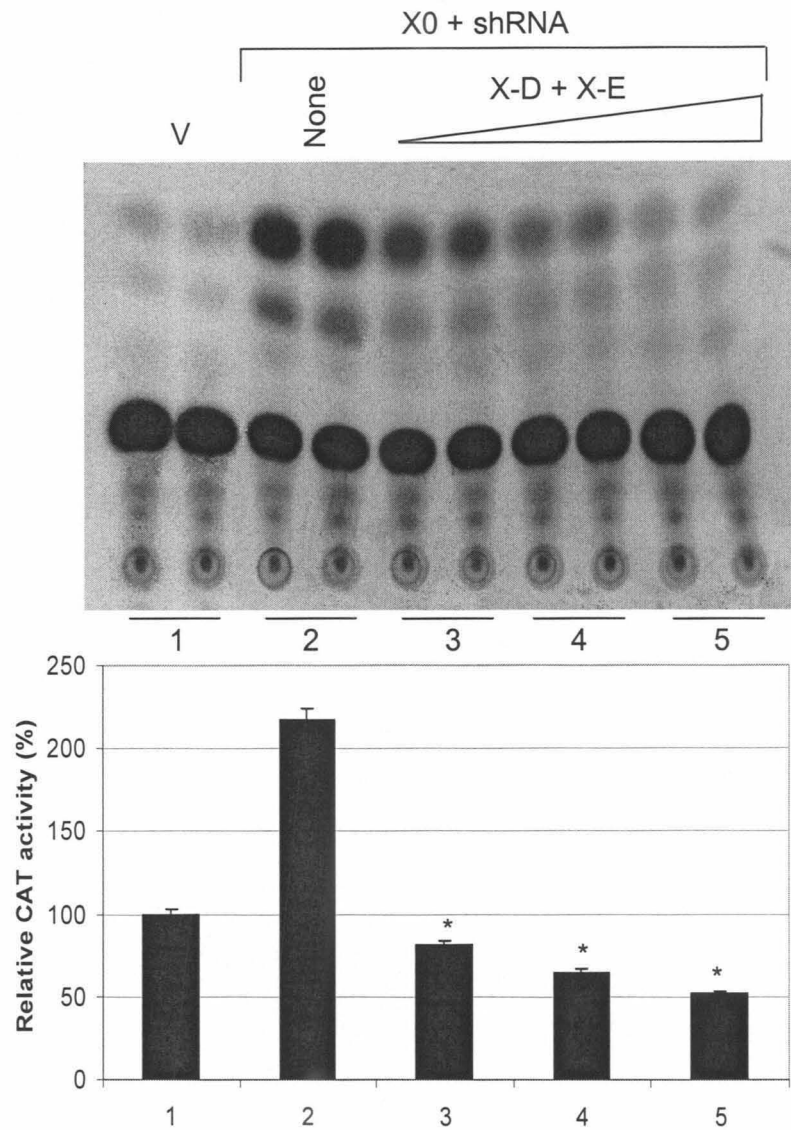 X0 + shRNA
X-D + X-E
V
None
1 2 3 4 5
250
200
150
100
50
0
Relative CAT activity (%)
*
*
*
1 2 3 4 5